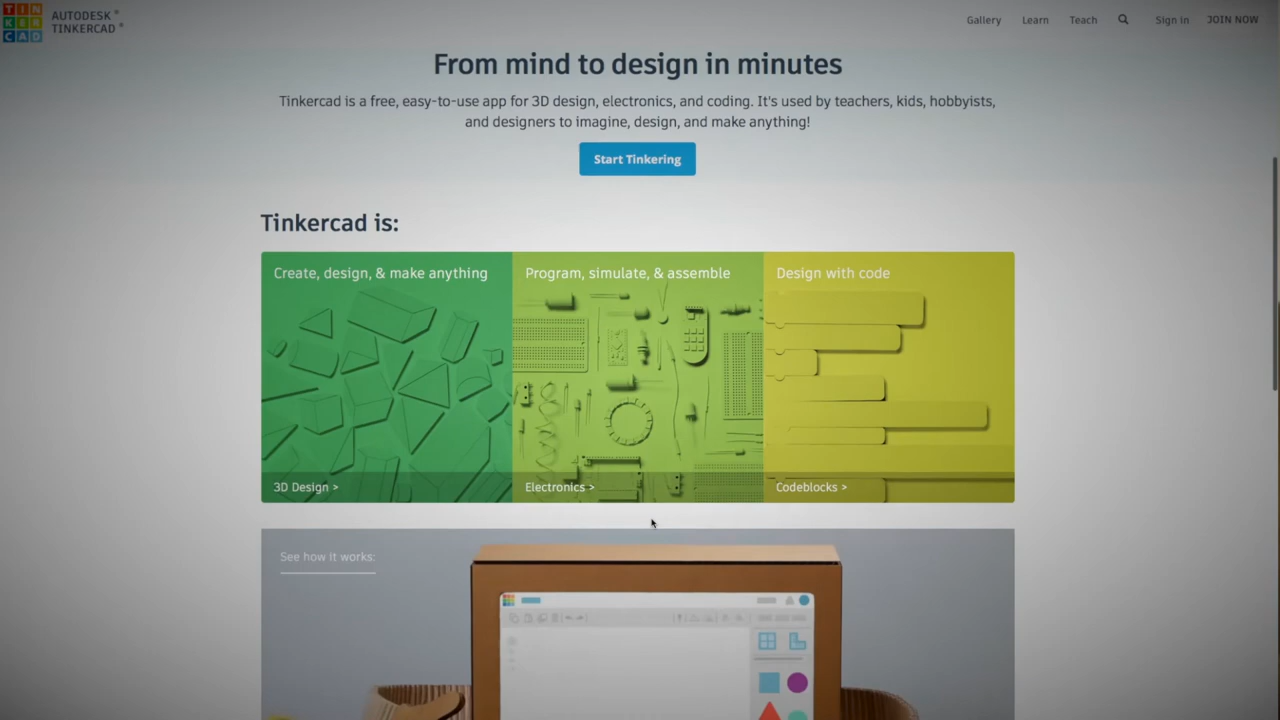 TIN
KER
CAD
AUTODESK®
TINKERCAD®
Gallery
Learn
Teach
Sign in
JOIN NOW
From mind to design in minutes
Tinkercad is a free, easy-to-use app for 3D design, electronics, and coding. It's used by teachers, kids, hobbyists,
and designers to imagine, design, and make anything!
Start Tinkering
Tinkercad is:
Create, design, & make anything
Program, simulate, & assemble
Design with code
3D Design >
Electronics >
Codeblocks >
See how it works: